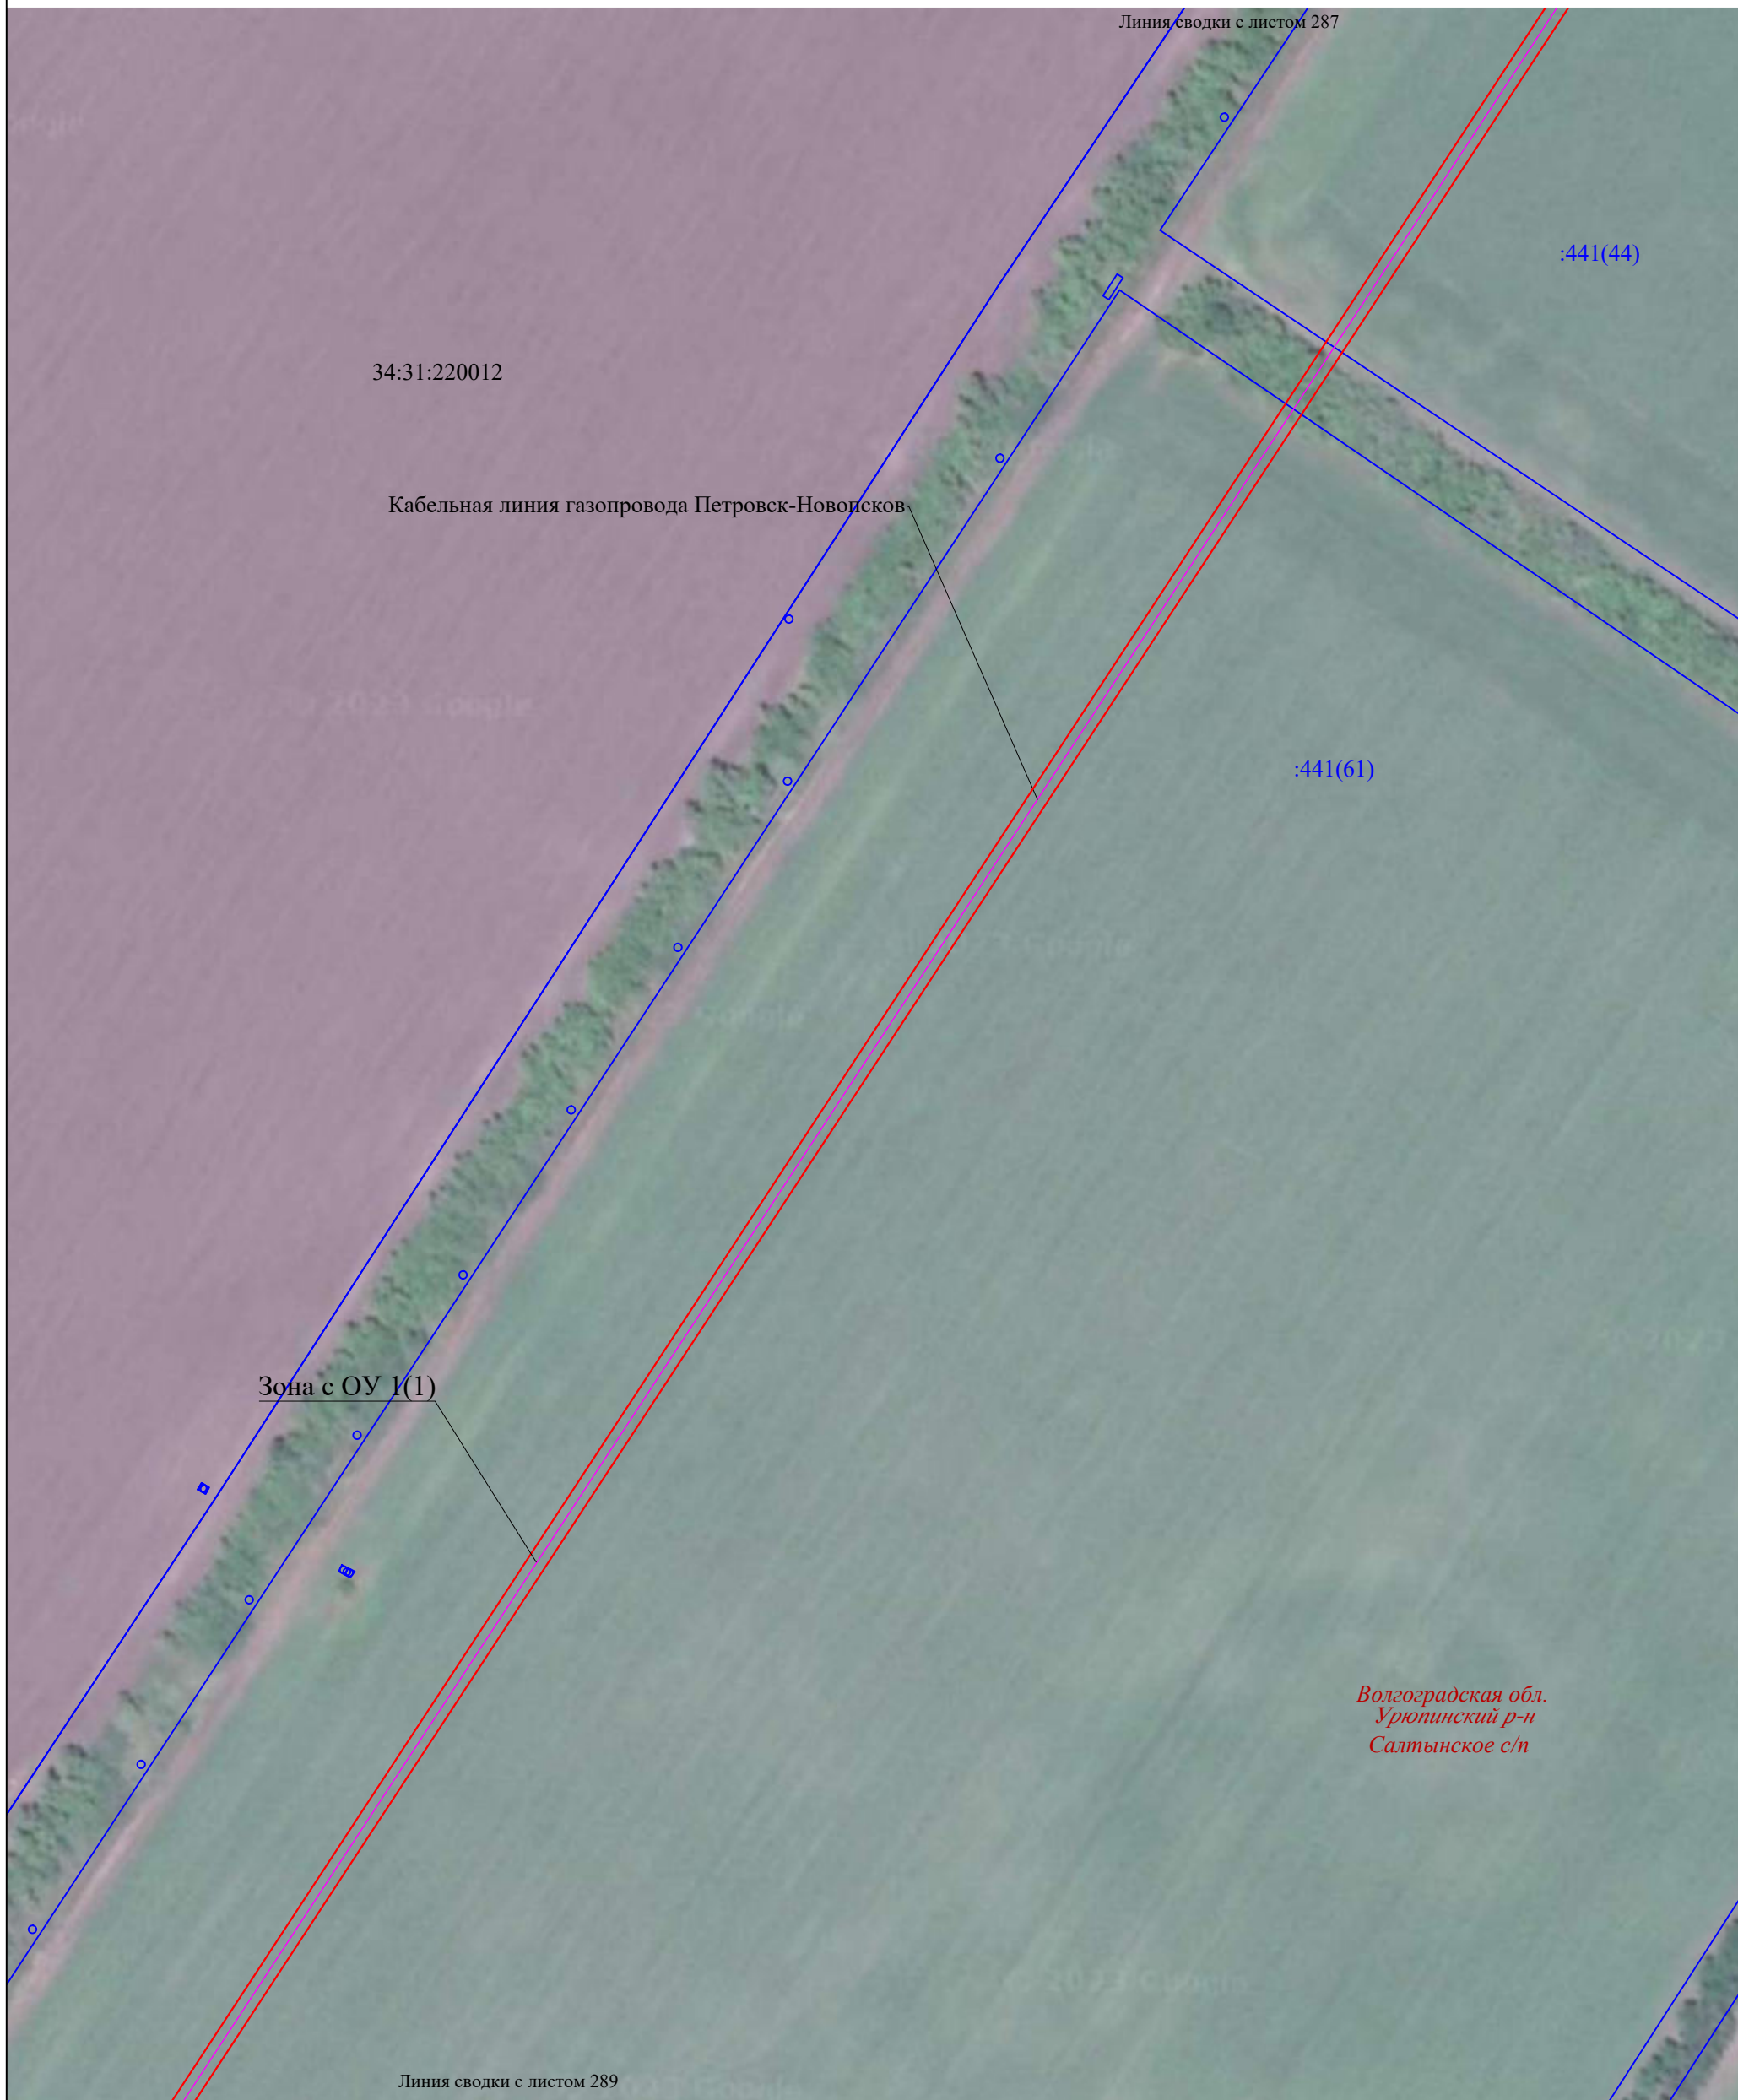 Линия сводки с листом 287
:441(44)
34:31:220012
Кабельная линия газопровода Петровск-Новопсков
:441(61)
Зона с ОУ 1(1)
Волгоградская обл.
Урюпинский р-н
Салтынское с/п
Линия сводки с листом 289